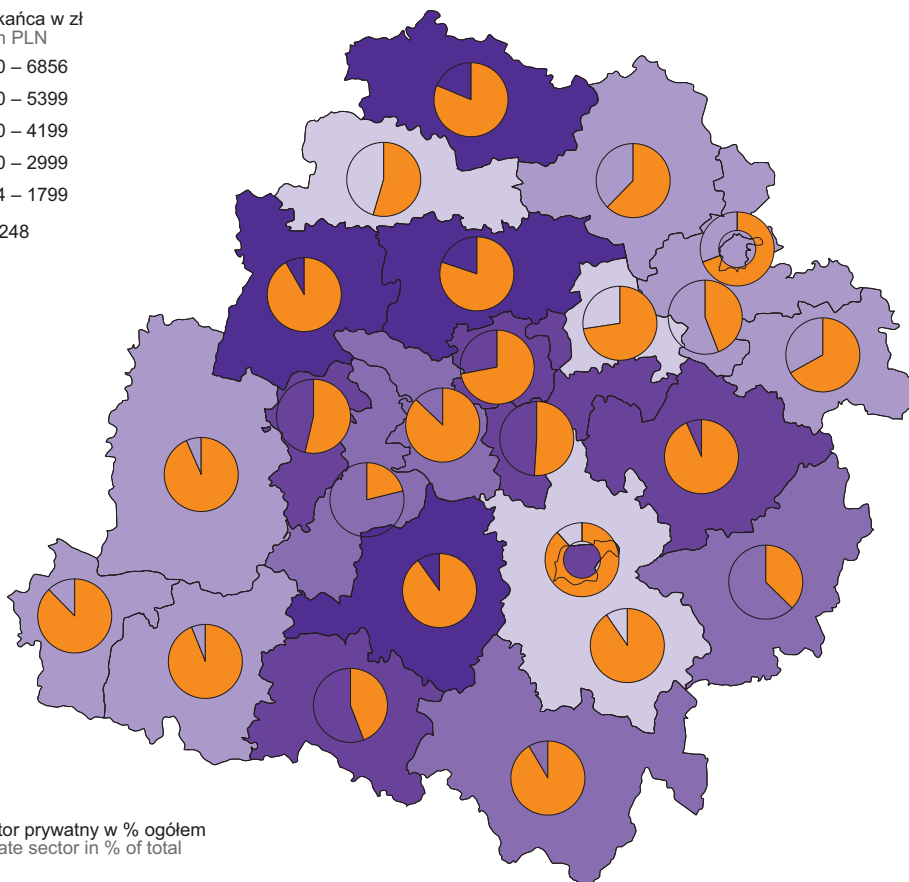 kańca w zł
n PLN
0 – 6856
0 – 5399
0 – 4199
0 – 2999
4 – 1799
248
tor prywatny w % ogółem
ate sector in % of total